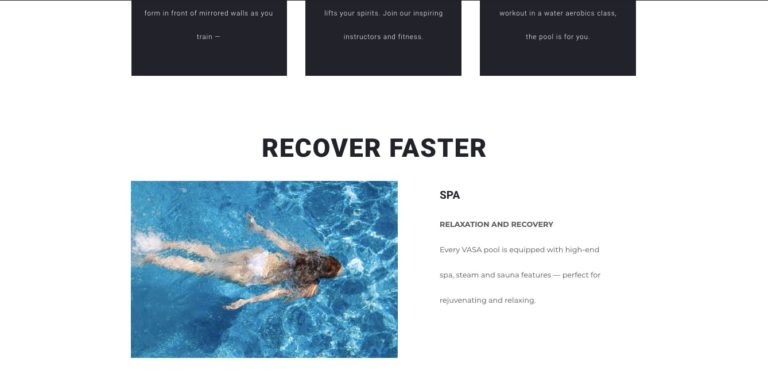 form in front of mirrored walls as you
train —
lifts your spirits. Join our inspiring
instructors and fitness.
workout in a water aerobics class,
the pool is for you.
RECOVER FASTER
SPA
RELAXATION AND RECOVERY
Every VASA pool is equipped with high-end
spa, steam and sauna features — perfect for
rejuvenating and relaxing.